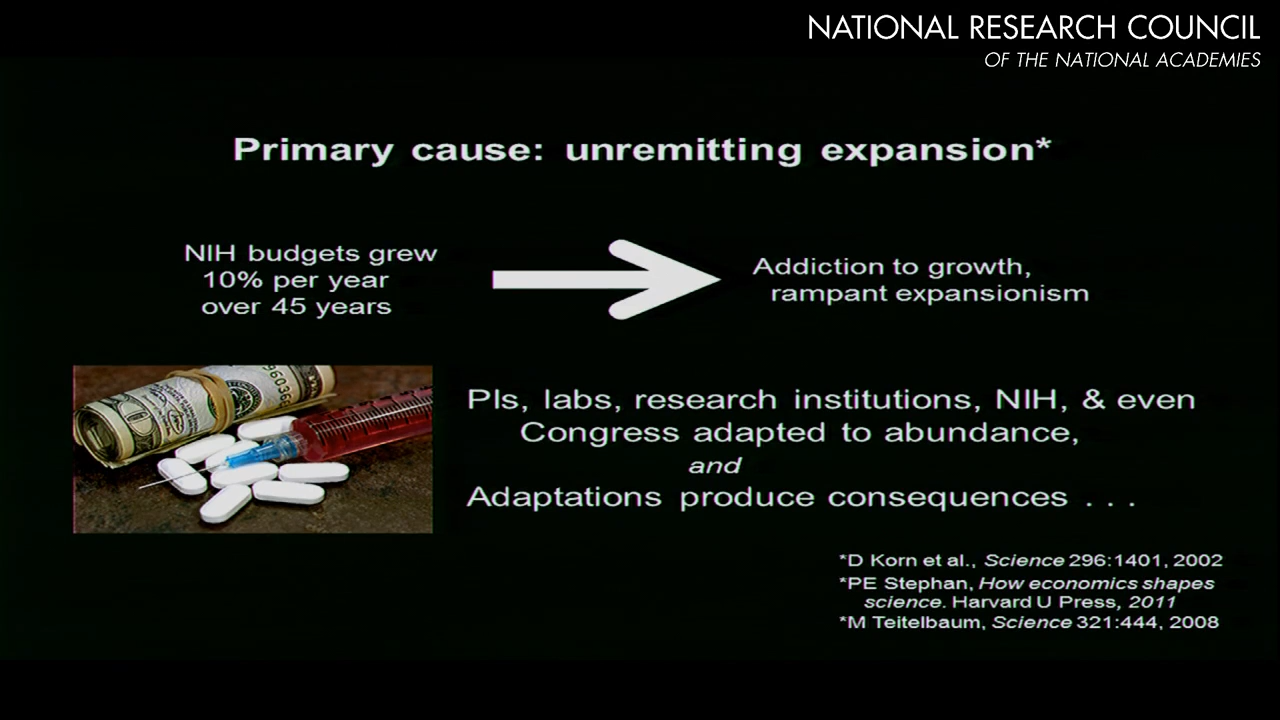 NATIONAL RESEARCH COUNCIL
OF THE NATIONAL ACADEMIES
Primary cause: unremitting expansion*
NIH budgets grew
10% per year
over 45 years
Addiction to growth,
rampant expansionism
PIs, labs, research institutions, NIH, & even
Congress adapted to abundance,
and
Adaptations produce consequences . . .
*D Korn et al., Science 296:1401, 2002
*PE Stephan, How economics shapes
science. Harvard U Press, 2011
*M Teitelbaum, Science 321:444, 2008